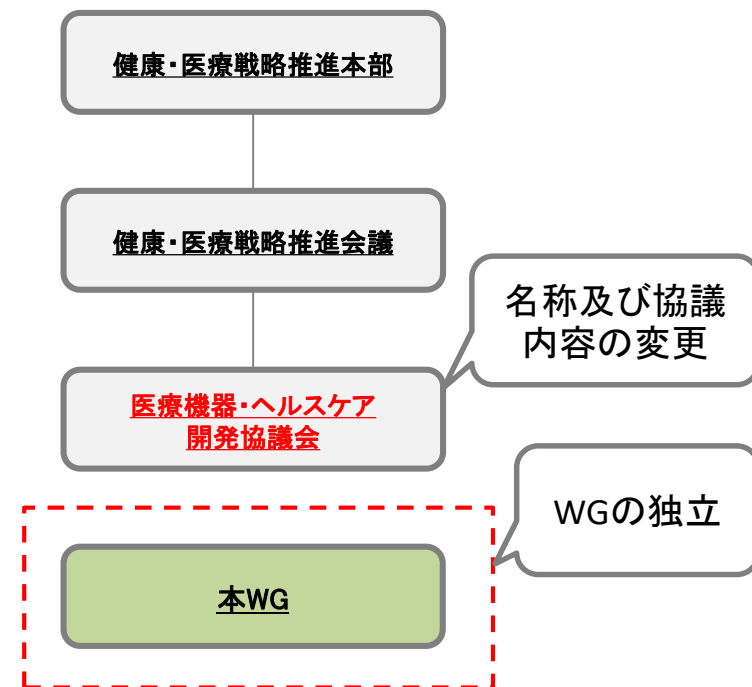 健康・医療戦略推進本部
健康・医療戦略推進会議
名称及び協議
内容の変更
医療機器・ヘルスケア
開発協議会
WGの独立
本WG